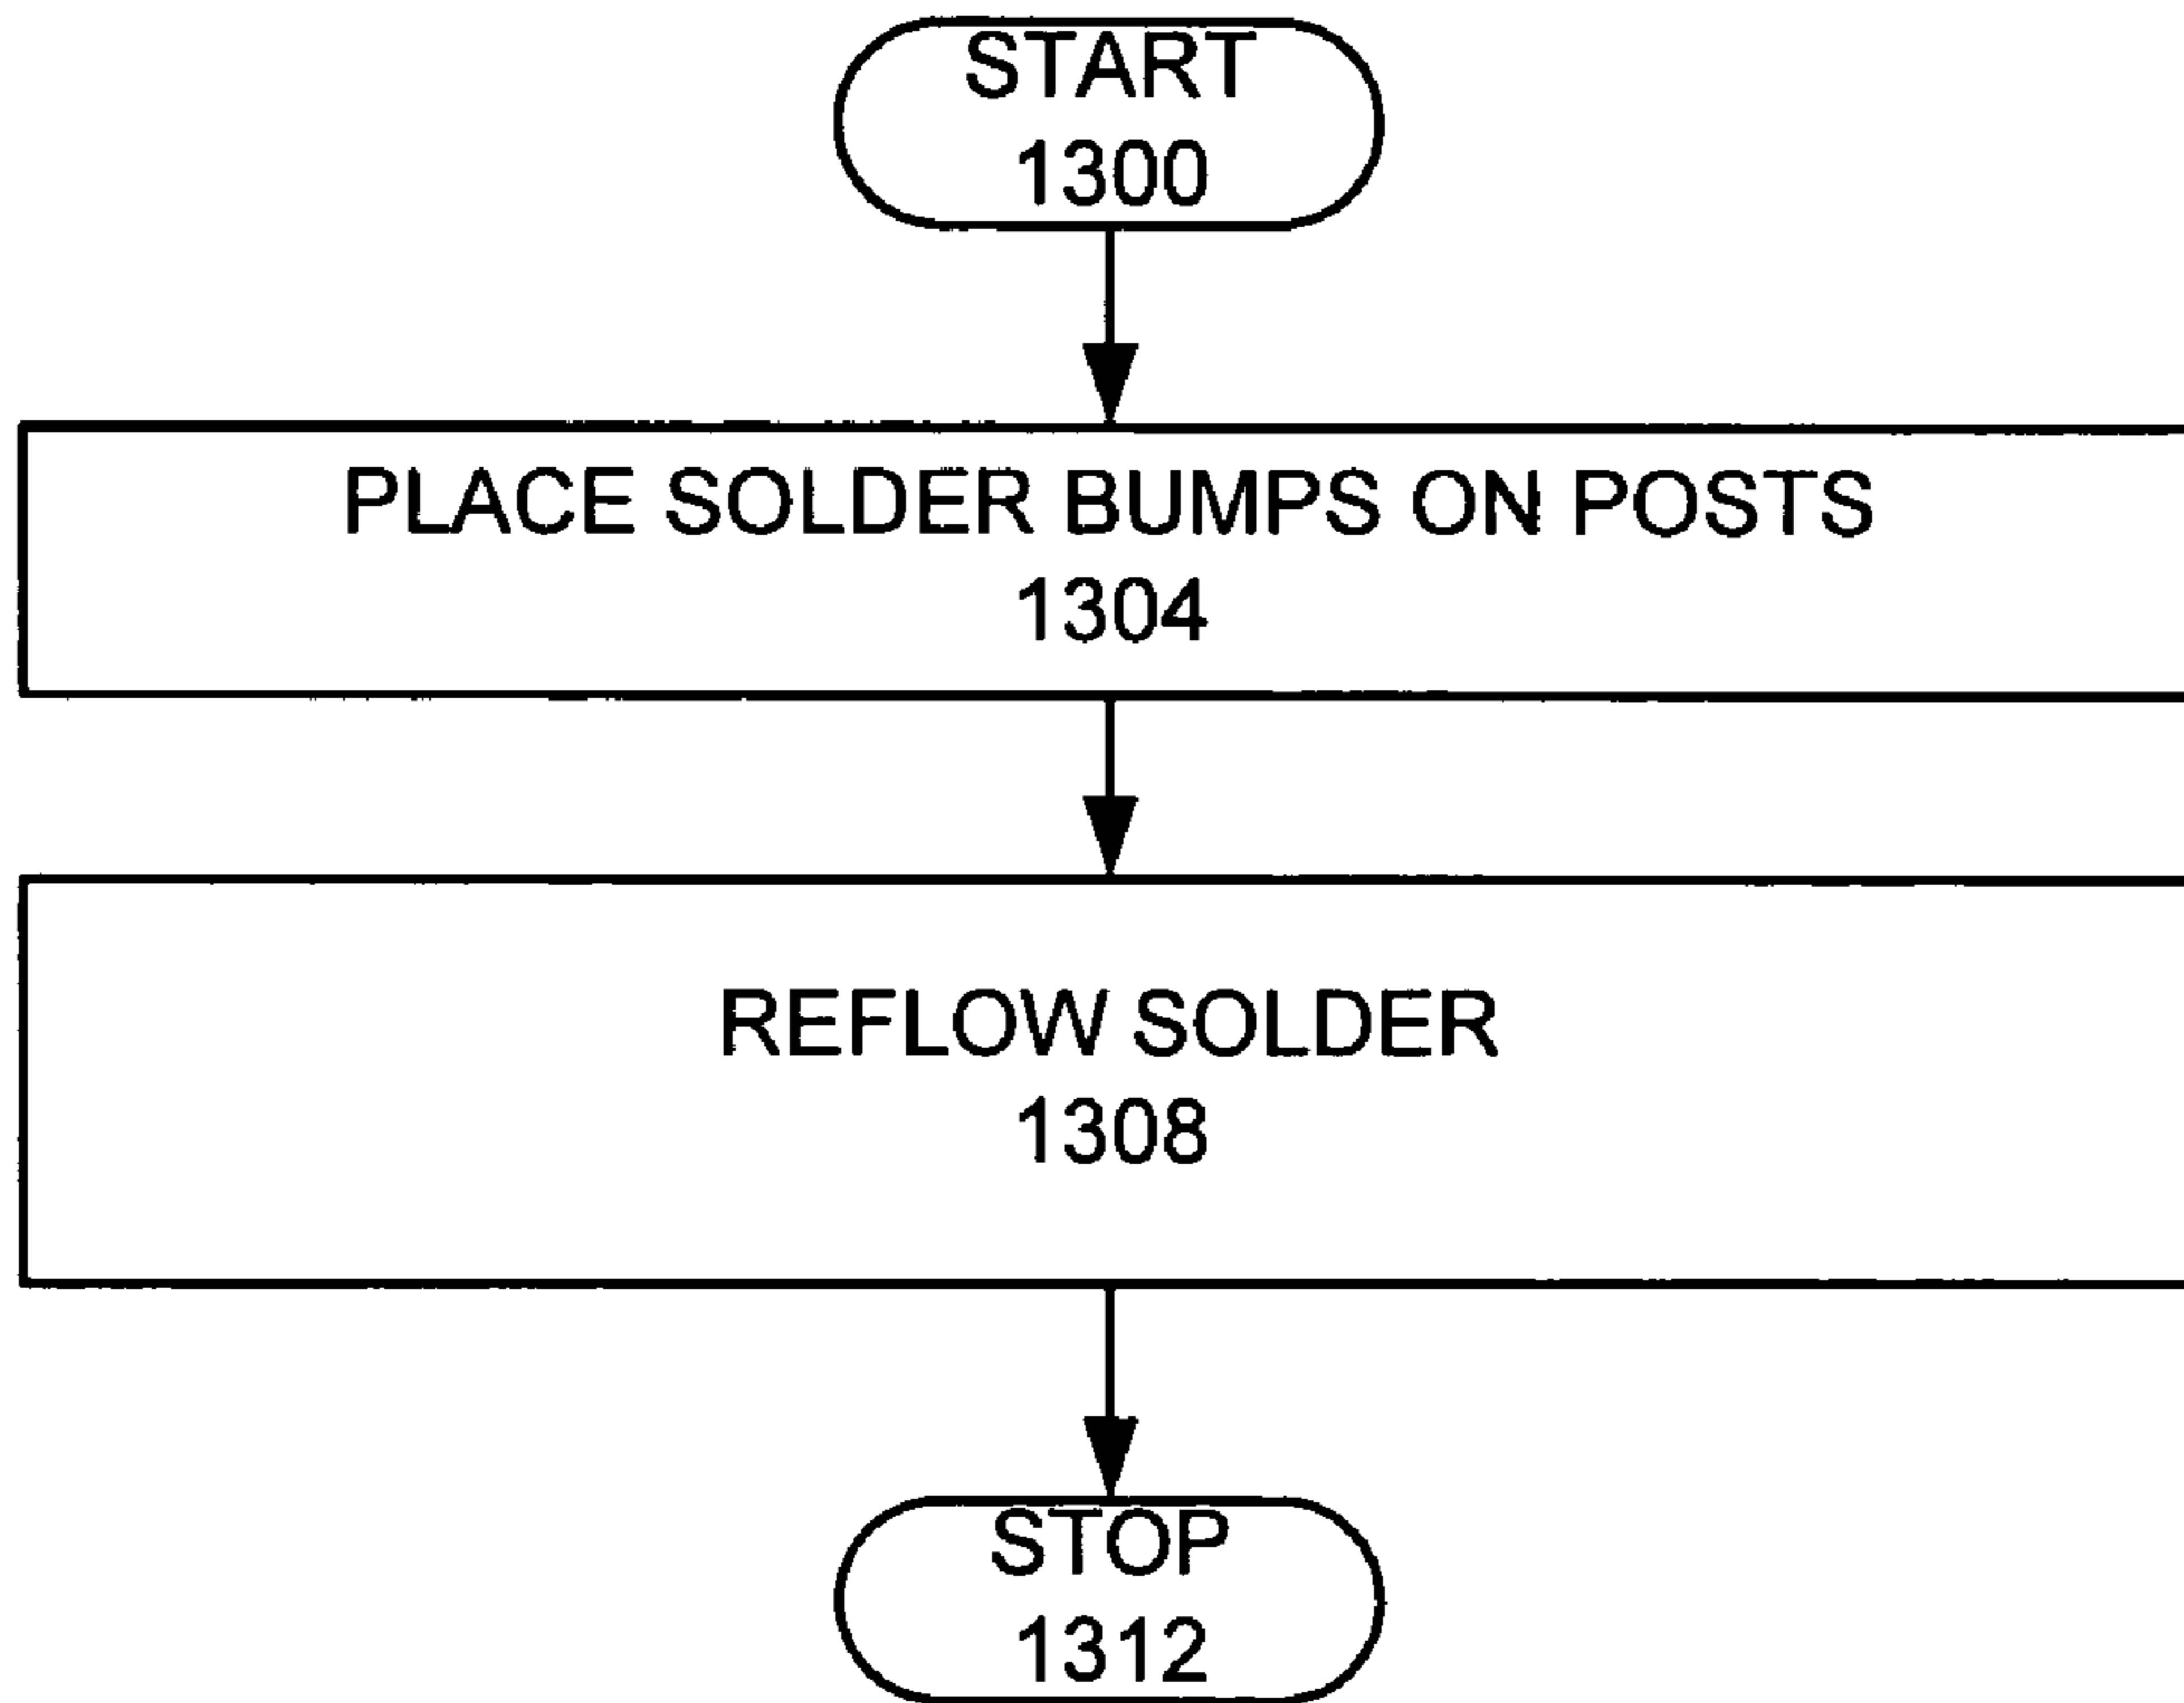 START
1300
PLACE SOLDER BUMPS ON POSTS
1304
REFLOW SOLDER
1308
STOP
1312